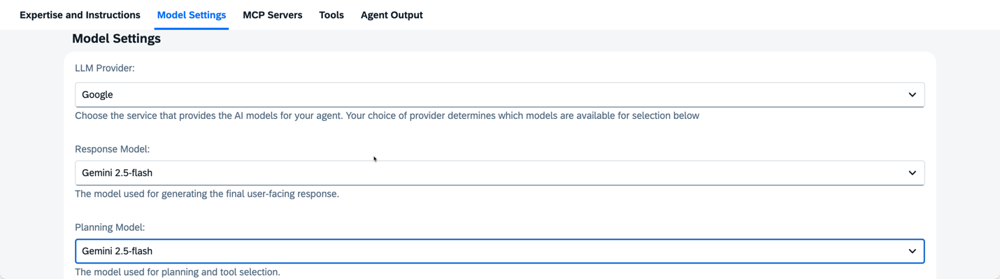 Expertise and Instructions Model Settings MCP Servers Tools Agent Output
Model Settings
LLM Provider:
Google
Choose the service that provides the AI models for your agent. Your choice of provider determines which models are available for selection below
Response Model:
Gemini 2.5-flash
The model used for generating the final user-facing response.
Planning Model:
Gemini 2.5-flash
The model used for planning and tool selection.